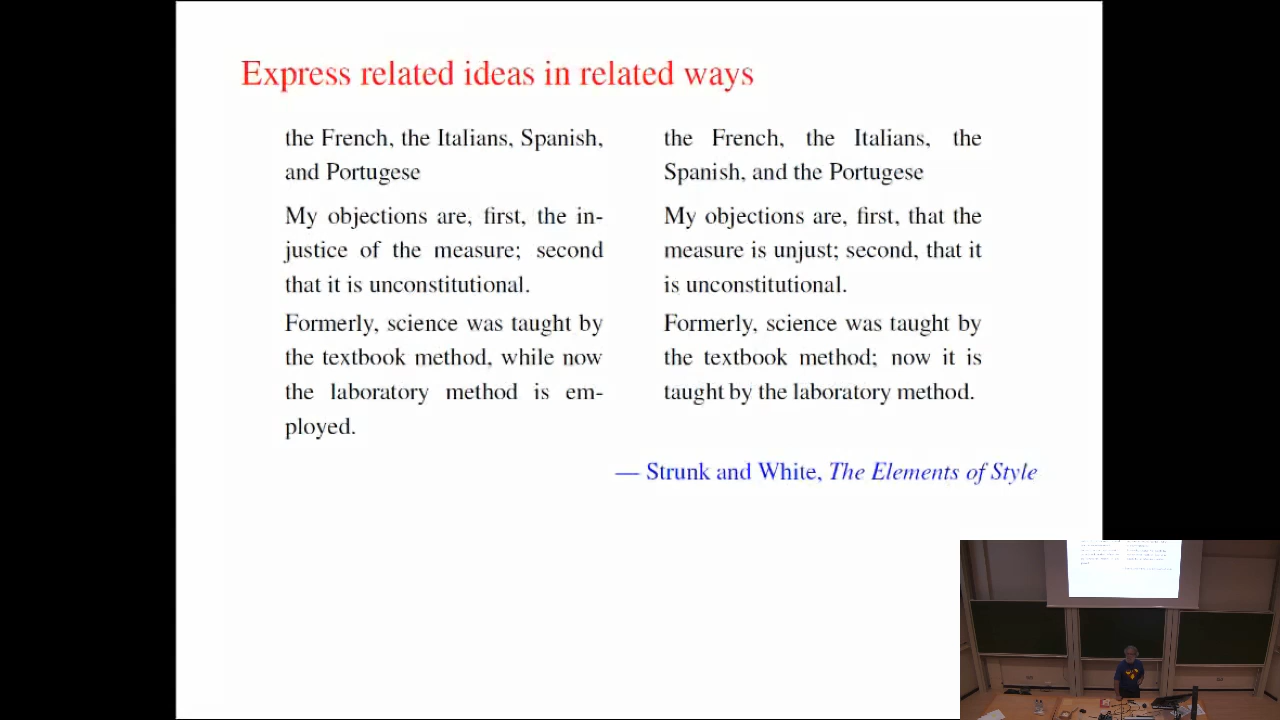 Express related ideas in related ways
the French, the Italians, Spanish,
and Portugese
My objections are, first, the in-
justice of the measure; second
that it is unconstitutional.
Formerly, science was taught by
the textbook method, while now
the laboratory method is em-
ployed.
the French, the Italians, the
Spanish, and the Portugese
My objections are, first, that the
measure is unjust; second, that it
is unconstitutional.
Formerly, science was taught by
the textbook method; now it is
taught by the laboratory method.
— Strunk and White, The Elements of Style